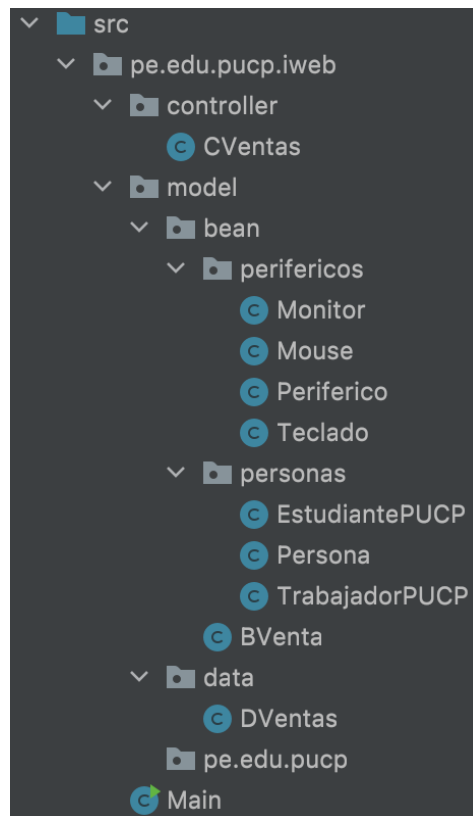 src
pe.edu.pucp.iweb
controller
C CVentas
model
bean
perifericos
C Monitor
C Mouse
C Periferico
C Teclado
personas
C EstudiantePUCP
C Persona
C TrabajadorPUCP
C BVenta
data
C DVentas
pe.edu.pucp
C Main